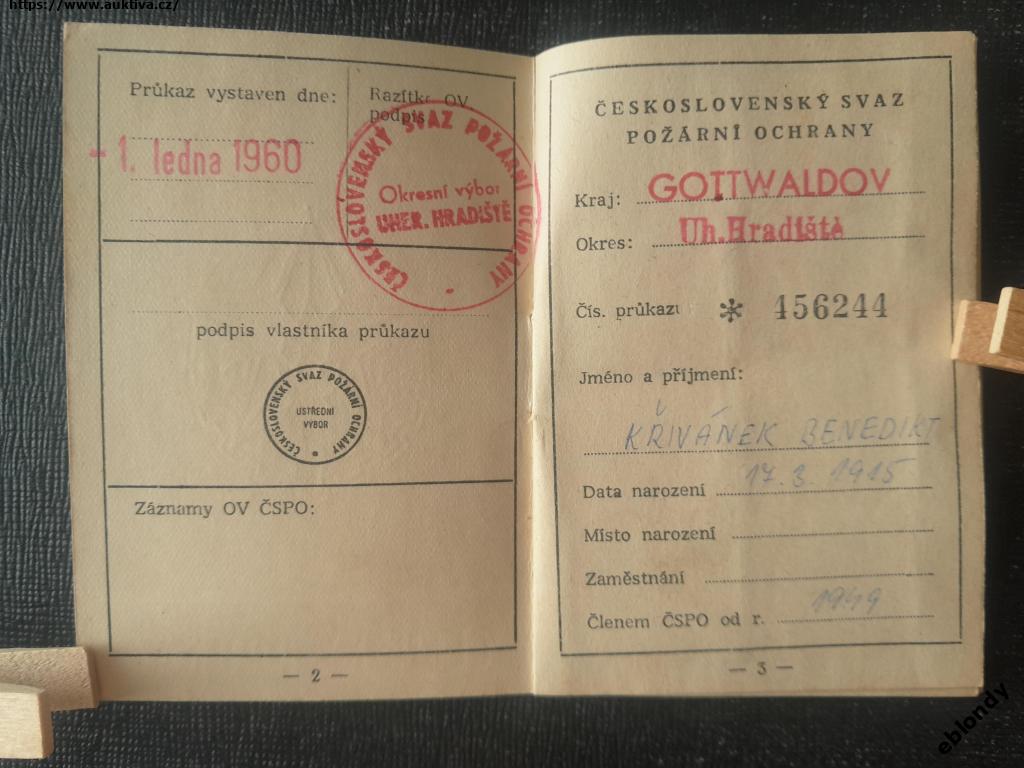 https://www.auktiva.cz/
Průkaz vystaven dne:
- 1. ledna 1960
Razítko OV
podpis
ČESKOSLOVENSKÝ SVAZ POŽÁRNÍ OCHRANY
Okresní výbor
UHER. HRADIŠTĚ
podpis vlastníka průkazu
ČESKOSLOVENSKÝ SVAZ POŽÁRNÍ OCHRANY
USTŘEDNÍ
VÝBOR
Záznamy OV ČSPO:
— 2 —
ČESKOSLOVENSKÝ SVAZ
POŽÁRNÍ OCHRANY
Kraj: GOTTWALDOV
Okres: Uh.Hradiště
Čís. průkazu * 456244
Jméno a příjmení:
KŘIVÁNEK BENEDIKT
Data narození 17.3.1915
Místo narození
Zaměstnání
Členem ČSPO od r. 1949
— 3 —
eblondy